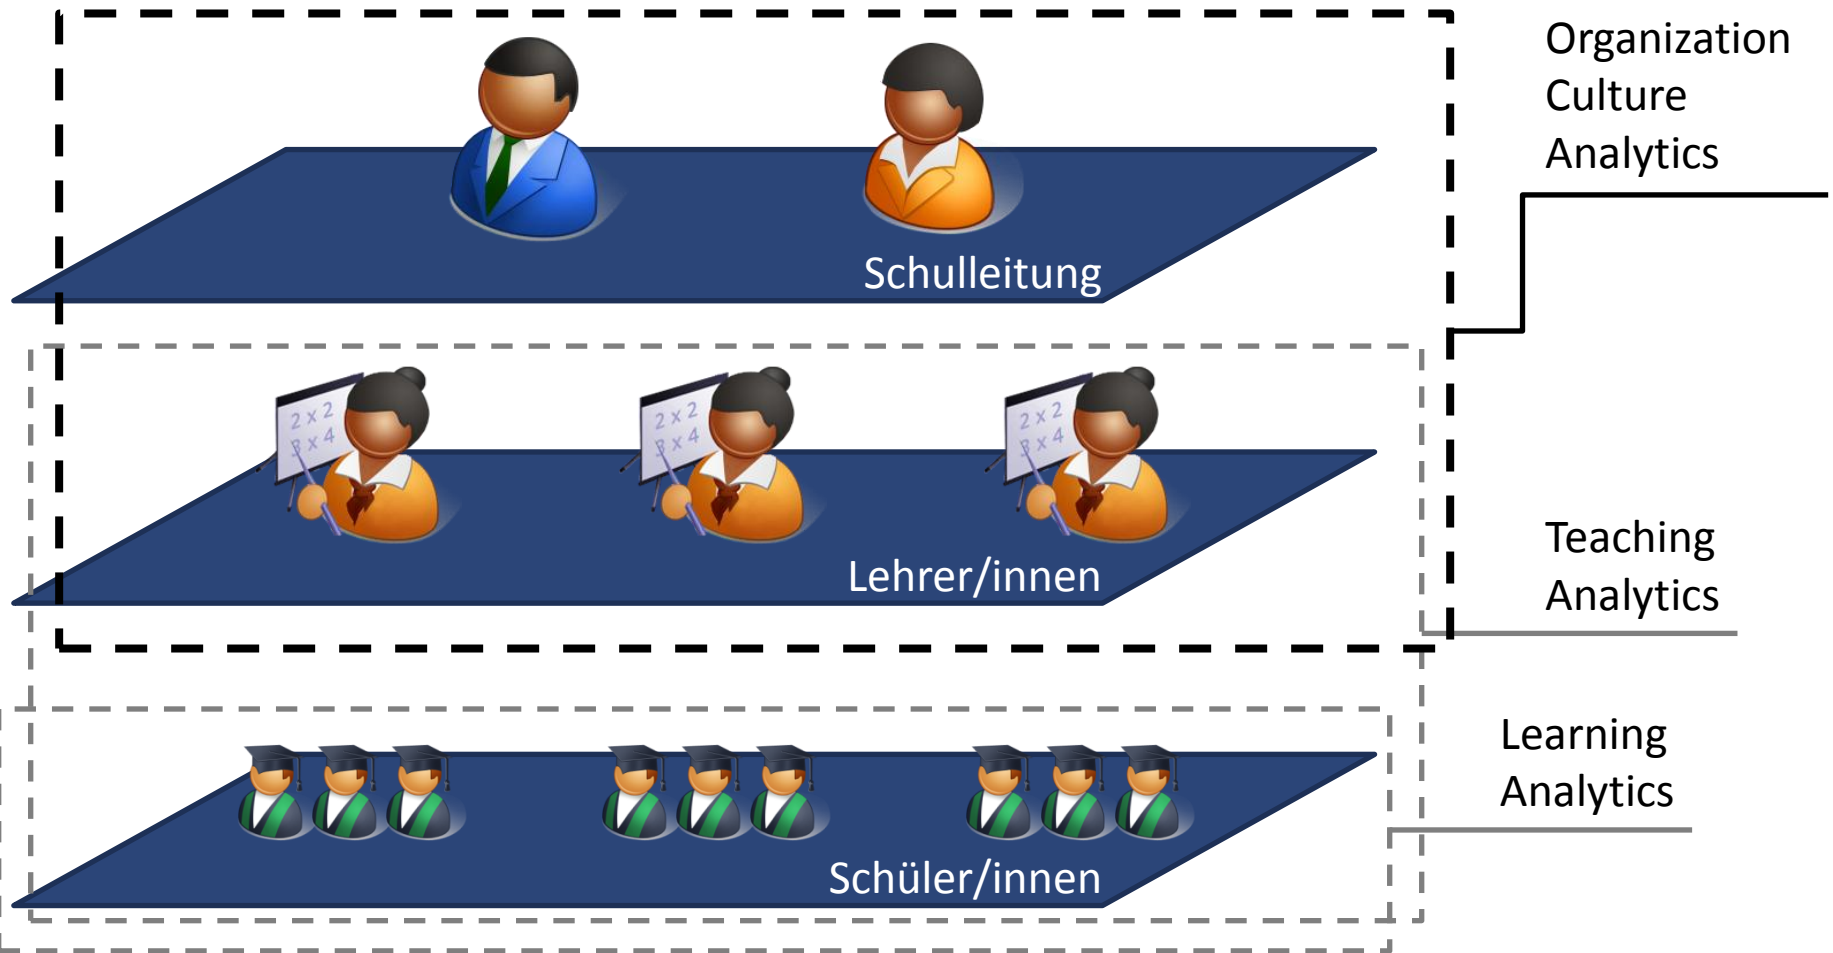 Organization
Culture
Analytics
Schulleitung
2 x 2
3 x 4
2 x 2
3 x 4
2 x 2
3 x 4
Lehrer/innen
Teaching
Analytics
Learning
Analytics
Schüler/innen